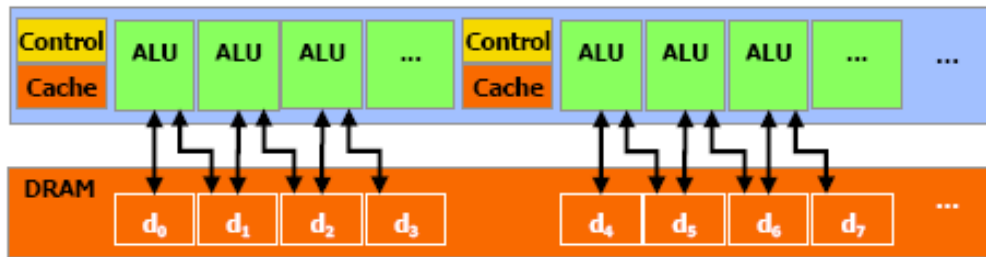 Control ALU ALU ALU ... Control ALU ALU ALU ... ...
Cache Cache
DRAM ...
d₀ d₁ d₂ d₃ d₄ d₅ d₆ d₇